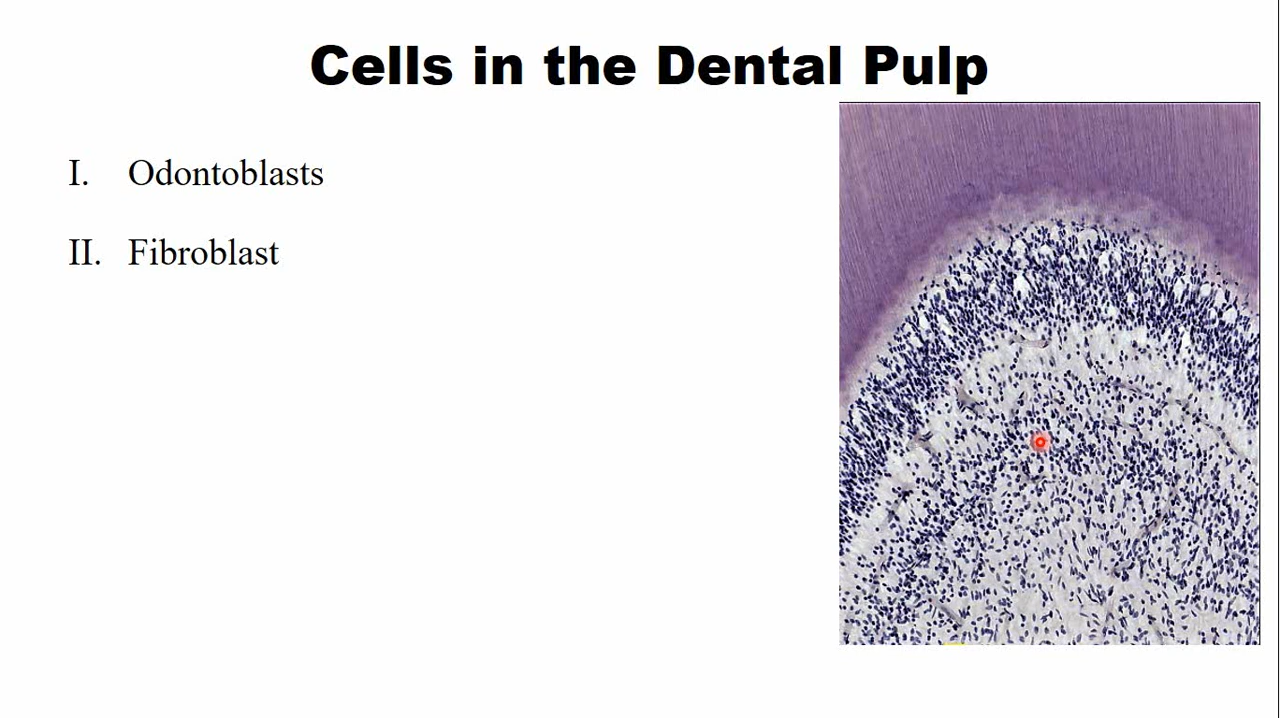 Cells in the Dental Pulp
I. Odontoblasts
II. Fibroblast